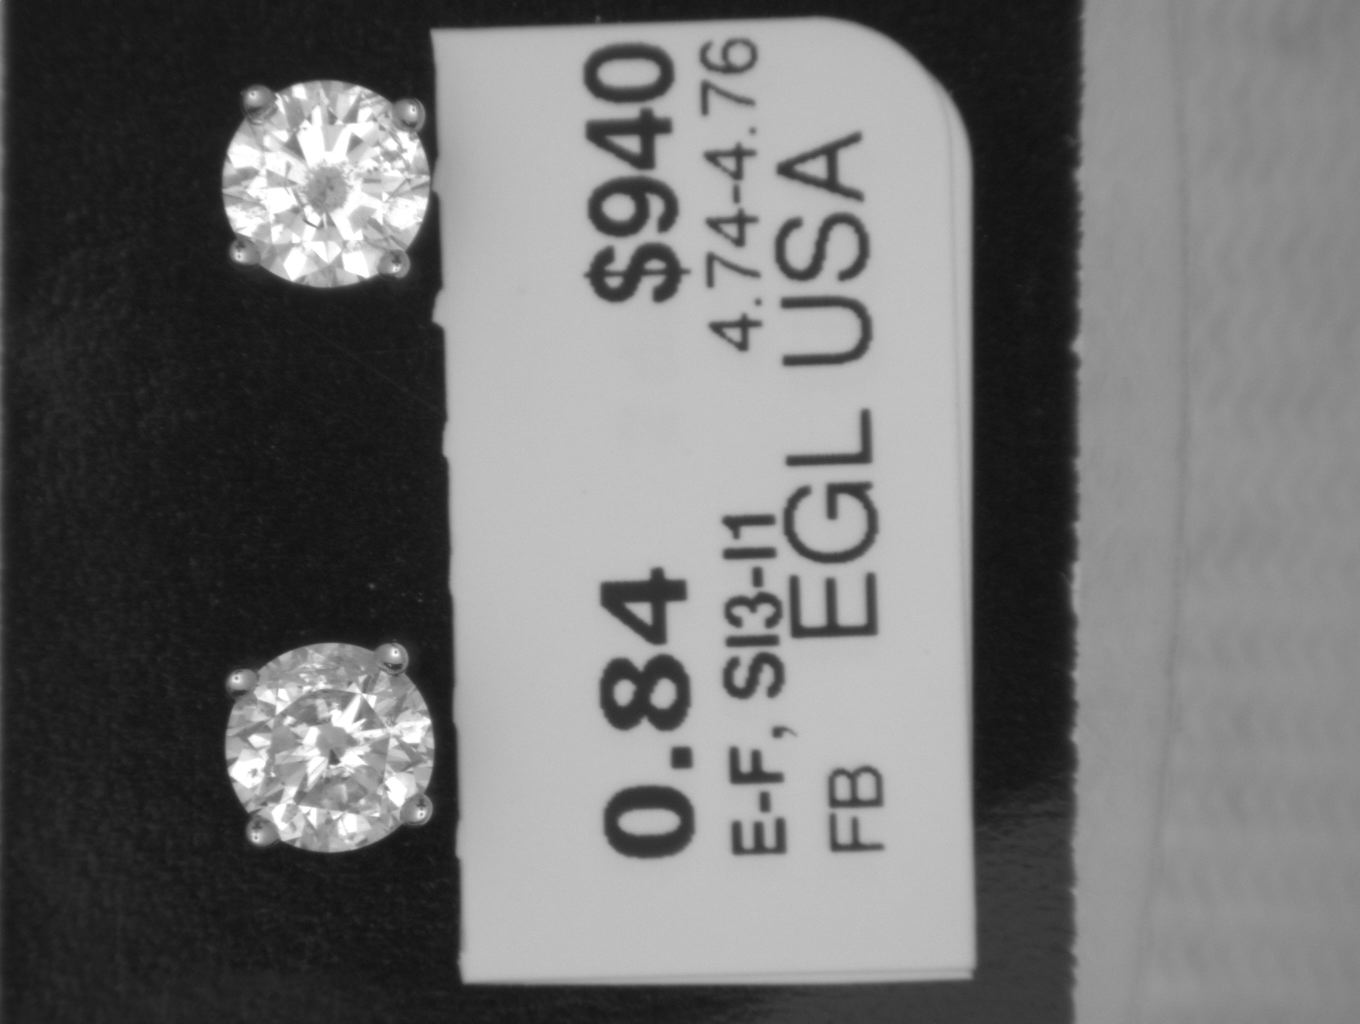 0.84 $940
E-F, SI3-I1 4.74-4.76
FB EGL USA